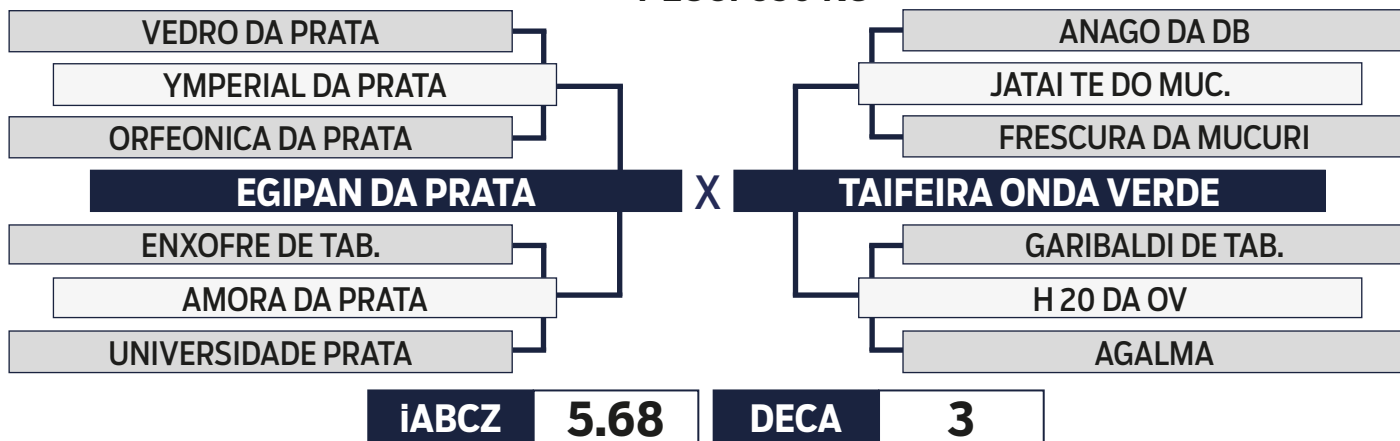 VEDRO DA PRATA
YMPERIAL DA PRATA
ORFEONICA DA PRATA
EGIPAN DA PRATA
ENXOFRE DE TAB.
AMORA DA PRATA
UNIVERSIDADE PRATA
X
ANAGO DA DB
JATAI TE DO MUC.
FRESCURA DA MUCURI
TAIFEIRA ONDA VERDE
GARIBALDI DE TAB.
H 20 DA OV
AGALMA
iABCZ 5.68 DECA 3